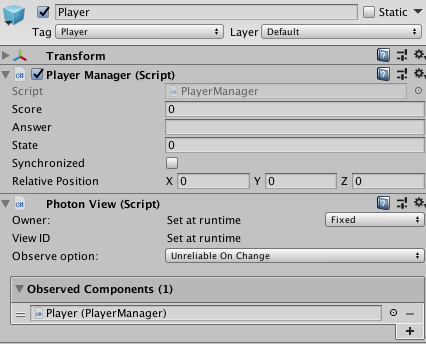 Player Static
Tag Player Layer Default
Transform
c# Player Manager (Script)
Script PlayerManager
Score 0
Answer
State 0
Synchronized
Relative Position X 0 Y 0 Z 0
c# Photon View (Script)
Owner: Set at runtime Fixed
View ID Set at runtime
Observe option: Unreliable On Change
Observed Components (1)
Player (PlayerManager)